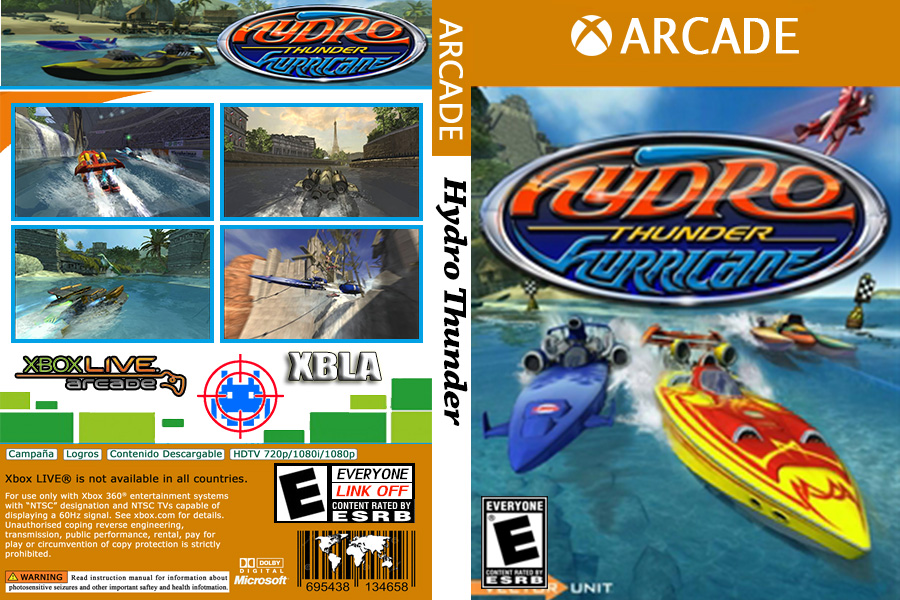 HYDRO
THUNDER
HURRICANE
XBOX LIVE.
arcade
XBLA
Campaña
Logros
Contenido Descargable
HDTV 720p/1080i/1080p
Xbox LIVE® is not available in all countries.
For use only with Xbox 360® entertainment systems
with "NTSC" designation and NTSC TVs capable of
displaying a 60Hz signal. See xbox.com for details.
Unauthorised coping reverse engineering,
transmission, public performance, rental, pay for
play or circumvention of copy protection is strictly
prohibited.
WARNING Read instruction manual for information about
photosensitive seizures and other important saftey and health infotmation.
E
EVERYONE
LINK OFF
CONTENT RATED BY
ESRB
DOLBY
DIGITAL
Microsoft
695438 134658
ARCADE
Hydro Thunder
ARCADE
HYDRO
THUNDER
HURRICANE
EVERYONE
E
CONTENT RATED BY
ESRB
VECTOR UNIT